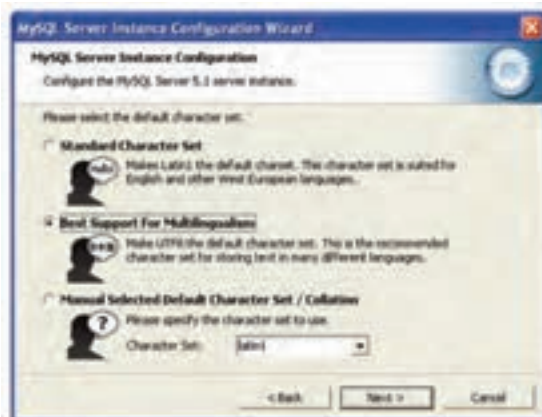 MySQL Server Instance Configuration Wizard
MySQL Server Instance Configuration
Configure the MySQL Server 5.1 server instance.
Please select the default character set.
Standard Character Set
Makes Latin1 the default charset. This character set is suited for
English and other West European languages.
Best Support For Multilingualism
Make UTF8 the default character set. This is the recommended
character set for storing text in many different languages.
Manual Selected Default Character Set / Collation
?
Please specify the character set to use.
Character Set: latin1
< Back Next > Cancel